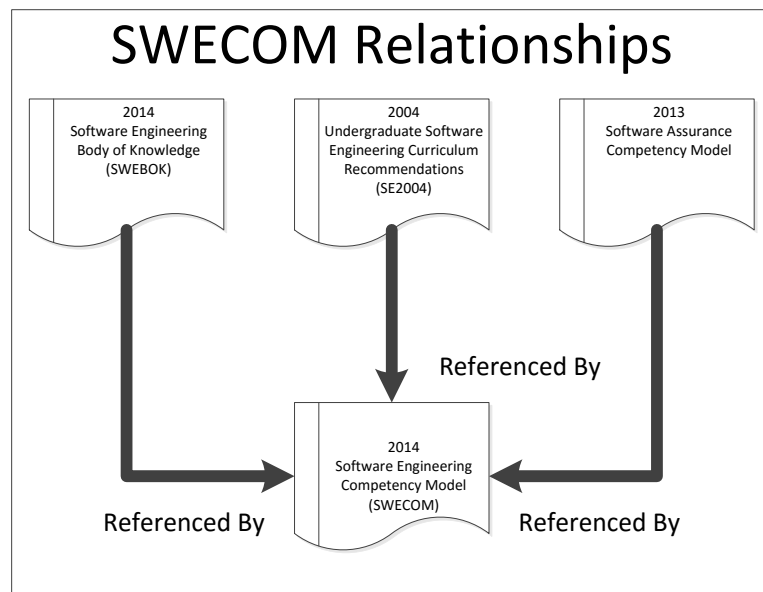 SWECOM Relationships
2014
Software Engineering
Body of Knowledge
(SWEBOK)
2004
Undergraduate Software
Engineering Curriculum
Recommendations
(SE2004)
2013
Software Assurance
Competency Model
Referenced By
2014
Software Engineering
Competency Model
(SWECOM)
Referenced By
Referenced By